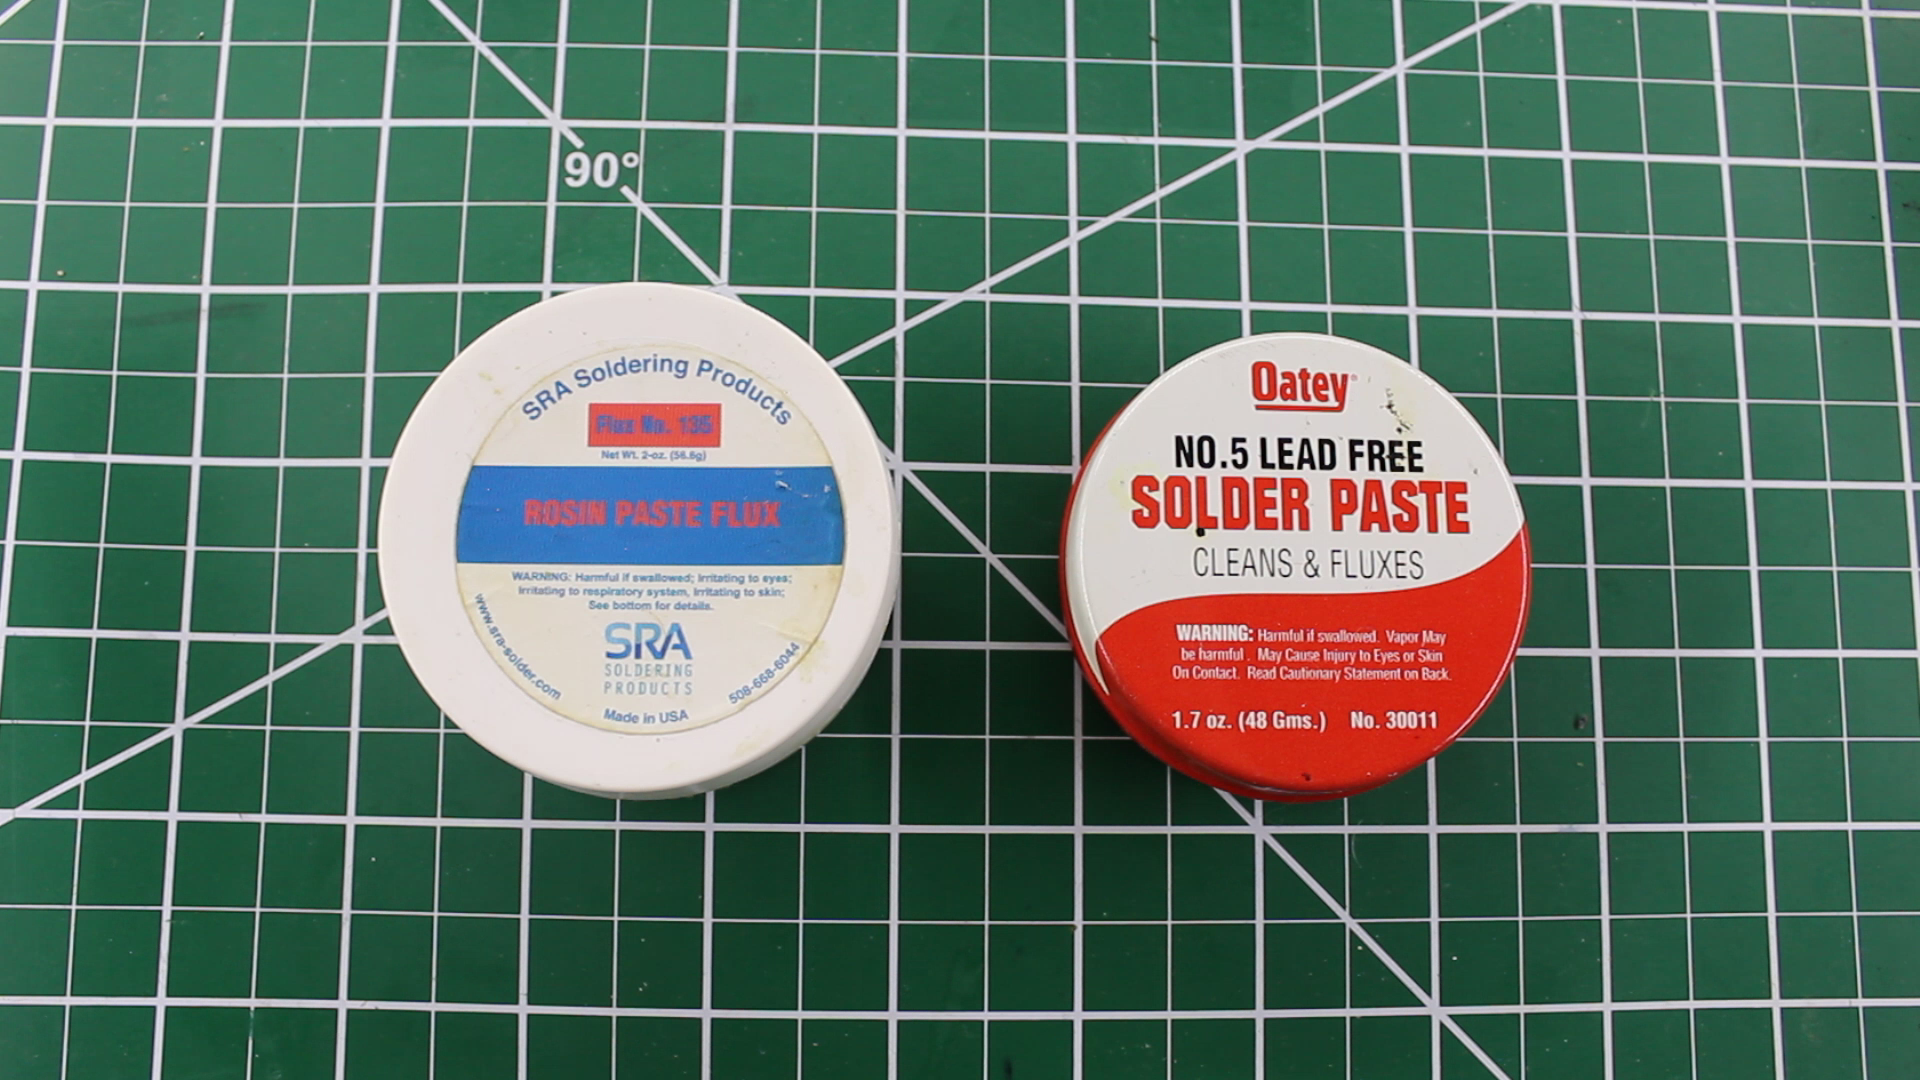 90°
SRA Soldering Products
Flux No. 135
Net Wt. 2-oz. (56.6g)
ROSIN PASTE FLUX
WARNING: Harmful if swallowed; Irritating to eyes;
Irritating to respiratory system, Irritating to skin;
See bottom for details.
www.sra-solder.com
SRA
SOLDERING
PRODUCTS
508-668-6044
Made in USA
Oatey®
NO.5 LEAD FREE
SOLDER PASTE
CLEANS & FLUXES
WARNING: Harmful if swallowed. Vapor May
be harmful . May Cause Injury to Eyes or Skin
On Contact. Read Cautionary Statement on Back.
1.7 oz. (48 Gms.) No. 30011